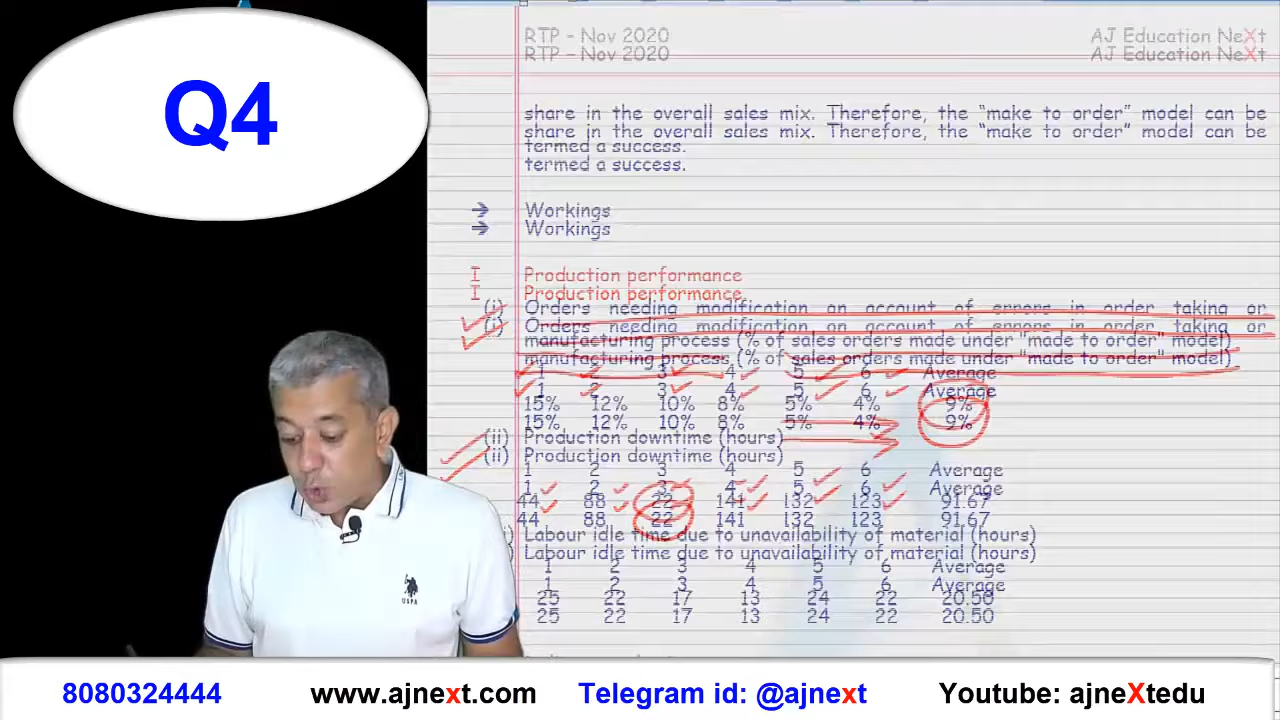 Q4
RTP - Nov 2020 AJ Education NeXt
RTP - Nov 2020 AJ Education NeXt
share in the overall sales mix. Therefore, the “make to order” model can be
share in the overall sales mix. Therefore, the “make to order” model can be
termed a success.
termed a success.
→ Workings
→ Workings
I Production performance
I Production performance
(i) Orders needing modification on account of errors in order taking or
(i) Orders needing modification on account of errors in order taking or
manufacturing process (% of sales orders made under "made to order" model)
manufacturing process (% of sales orders made under "made to order" model)
1 2 3 4 5 6 Average
1 2 3 4 5 6 Average
15% 12% 10% 8% 5% 4% 9%
15% 12% 10% 8% 5% 4% 9%
(ii) Production downtime (hours)
(ii) Production downtime (hours)
1 2 3 4 5 6 Average
1 2 3 4 5 6 Average
44 88 22 141 132 123 91.67
44 88 22 141 132 123 91.67
Labour idle time due to unavailability of material (hours)
Labour idle time due to unavailability of material (hours)
1 2 3 4 5 6 Average
1 2 3 4 5 6 Average
25 22 17 13 24 22 20.50
25 22 17 13 24 22 20.50
USPA
8080324444 www.ajnext.com Telegram id: @ajnext Youtube: ajneXtedu